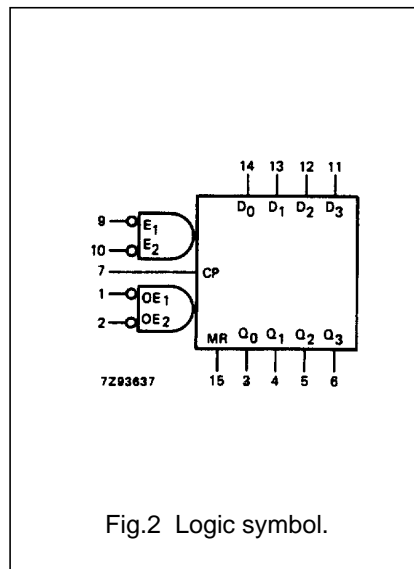 14 13 12 11
D0 D1 D2 D3
9 E1
10 E2
7 CP
1 OE1
2 OE2
MR Q0 Q1 Q2 Q3
7Z93637 15 3 4 5 6
Fig.2 Logic symbol.